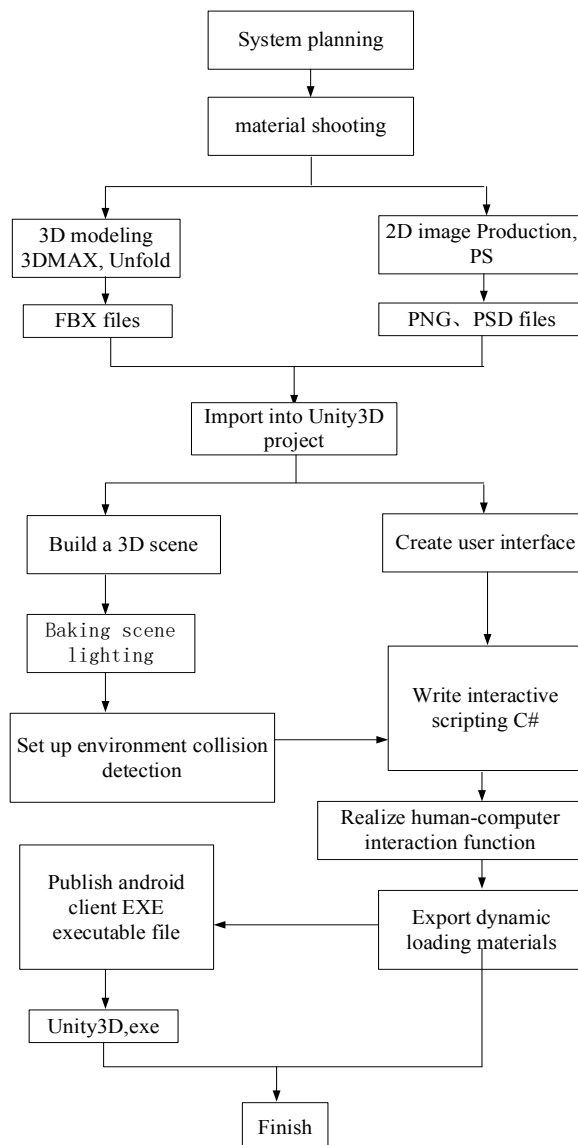 System planning
material shooting
3D modeling
3DMAX, Unfold
2D image Production,
PS
FBX files
PNG、PSD files
Import into Unity3D
project
Build a 3D scene
Create user interface
Baking scene
lighting
Write interactive
scripting C#
Set up environment collision
detection
Realize human-computer
interaction function
Publish android
client EXE
executable file
Export dynamic
loading materials
Unity3D,exe
Finish